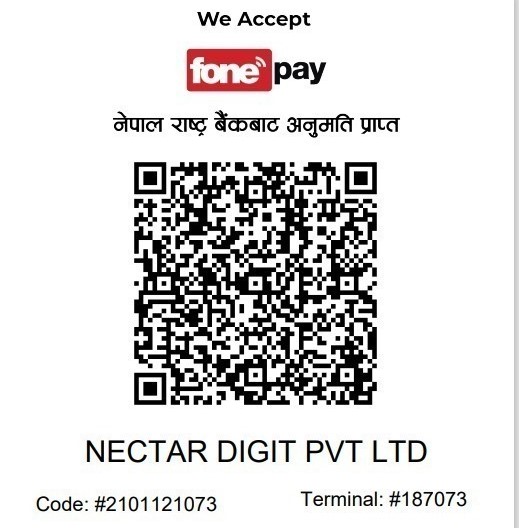 We Accept
fonepay
नेपाल राष्ट्र बैंकबाट अनुमति प्राप्त
NECTAR DIGIT PVT LTD
Code: #2101121073
Terminal: #187073